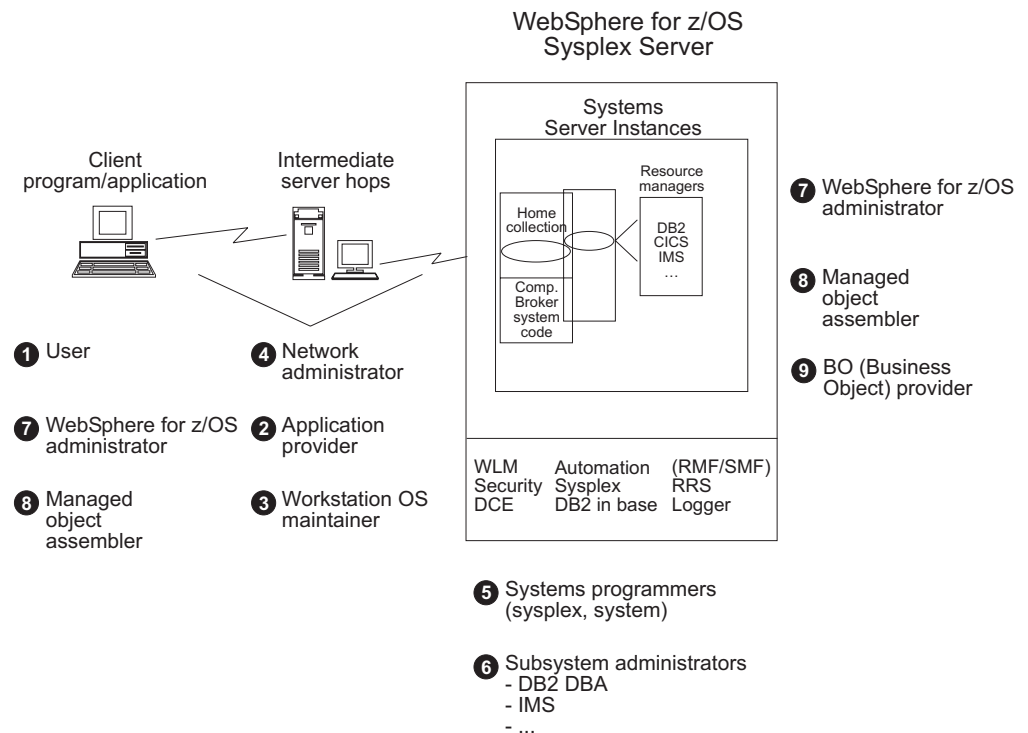 WebSphere for z/OS
Sysplex Server
Systems
Server Instances
Client
program/application
Intermediate
server hops
Resource
managers
Home
collection
DB2
CICS
IMS
...
Comp.
Broker
system
code
1 User
7 WebSphere for z/OS
administrator
8 Managed
object
assembler
4 Network
administrator
2 Application
provider
3 Workstation OS
maintainer
WLM Automation (RMF/SMF)
Security Sysplex RRS
DCE DB2 in base Logger
7 WebSphere for z/OS
administrator
8 Managed
object
assembler
9 BO (Business
Object) provider
5 Systems programmers
(sysplex, system)
6 Subsystem administrators
- DB2 DBA
- IMS
- ...